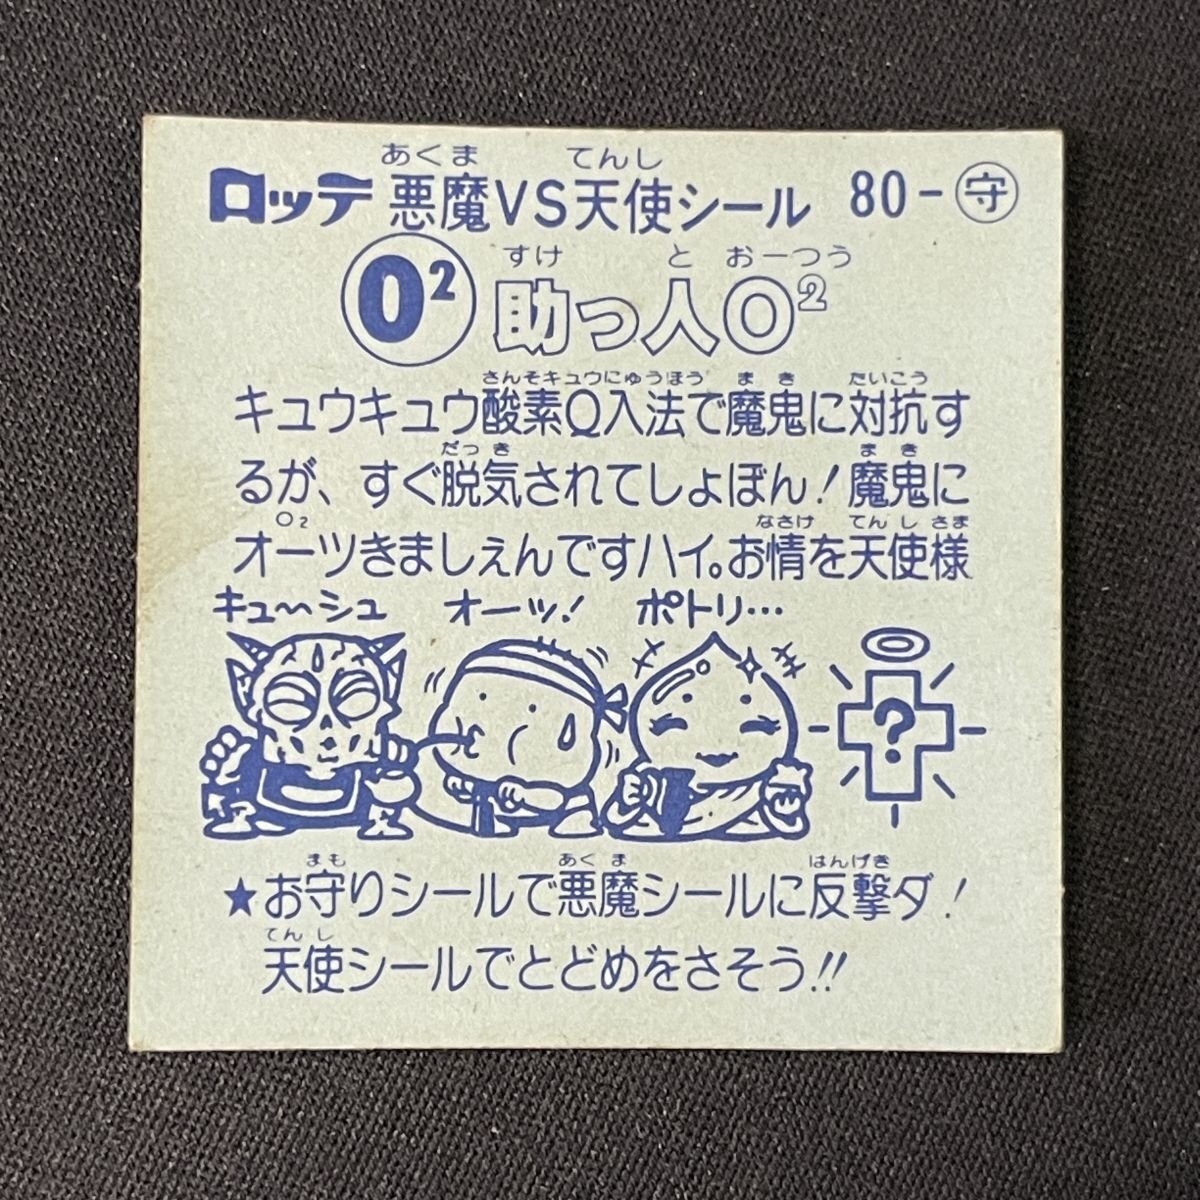 あくま てんし
ロッテ 悪魔VS天使シール 80-守
すけ と おーつう
O² 助っ人O²
さんそキュウにゅうほう まき たいこう
キュウキュウ酸素Q入法で魔鬼に対抗す
だっき まき
るが、すぐ脱気されてしょぼん!魔鬼に
O₂ なさけ てんしさま
オーツきましぇんですハイ。お情を天使様
キュ〜シュ オーッ! ポトリ…
?
まも あくま はんげき
★お守りシールで悪魔シールに反撃ダ!
てんし
天使シールでとどめをさそう!!